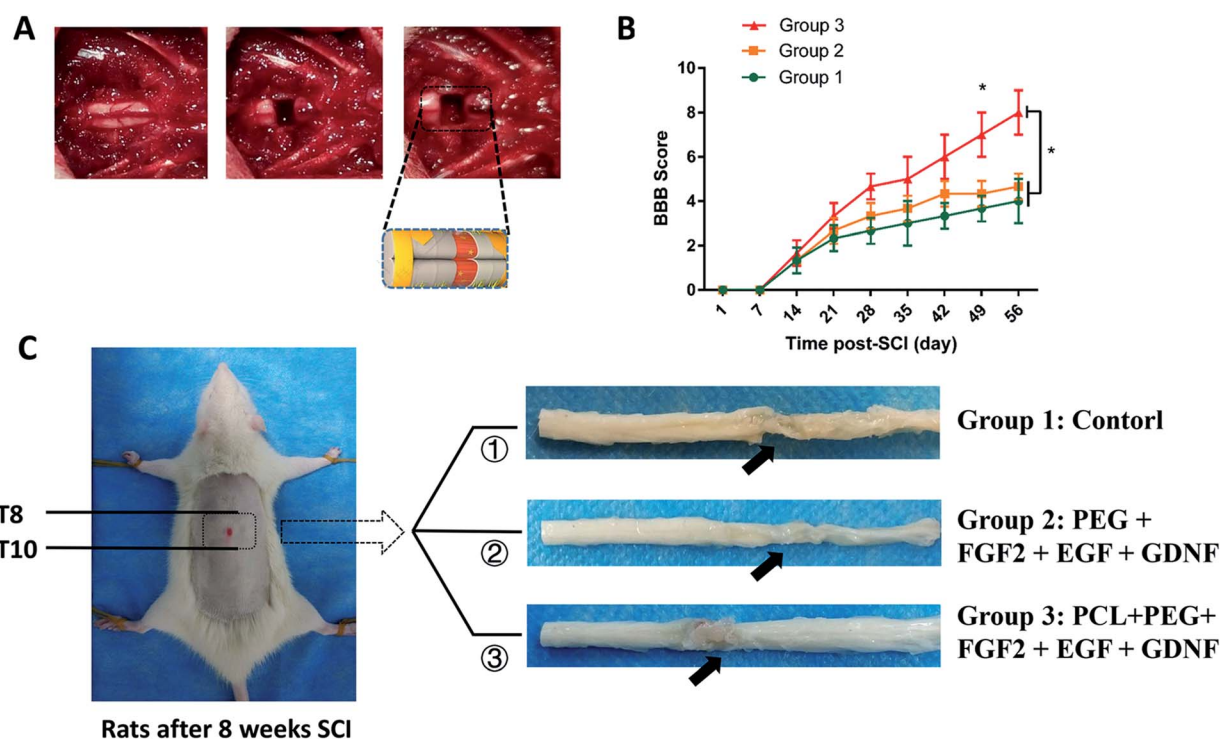 A
B
Group 3
Group 2
Group 1
10
8
6
4
2
0
BBB Score
*
*
1
7
14
21
28
35
42
49
56
Time post-SCI (day)
C
T8
T10
Rats after 8 weeks SCI
①
②
③
Group 1: Contorl
Group 2: PEG +
FGF2 + EGF + GDNF
Group 3: PCL+PEG+
FGF2 + EGF + GDNF